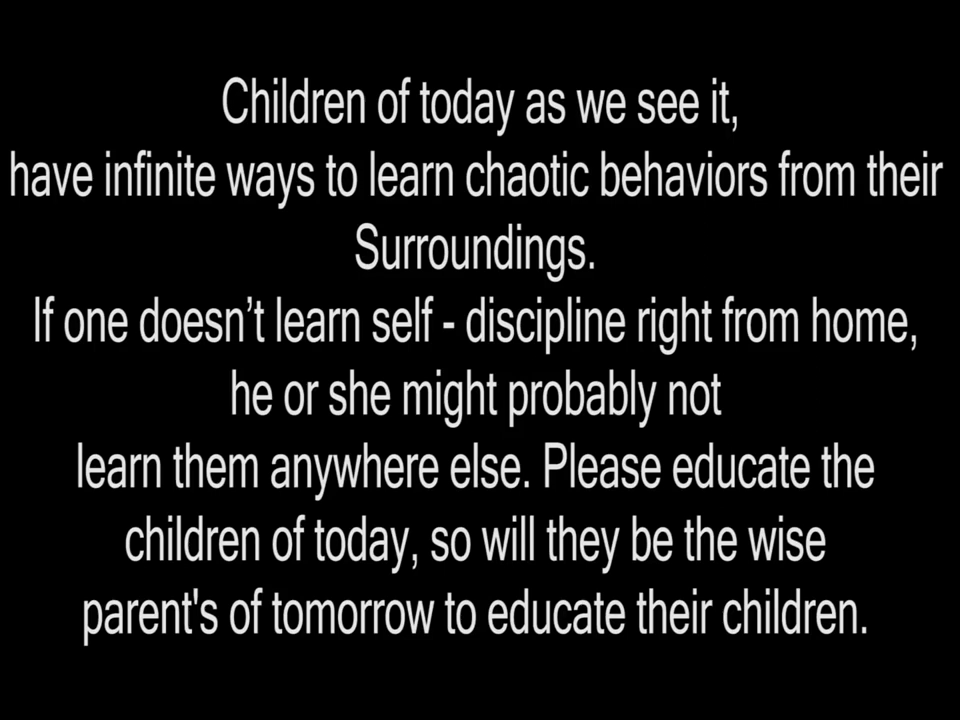 Children of today as we see it,
have infinite ways to learn chaotic behaviors from their
Surroundings.
If one doesn’t learn self - discipline right from home,
he or she might probably not
learn them anywhere else. Please educate the
children of today, so will they be the wise
parent's of tomorrow to educate their children.